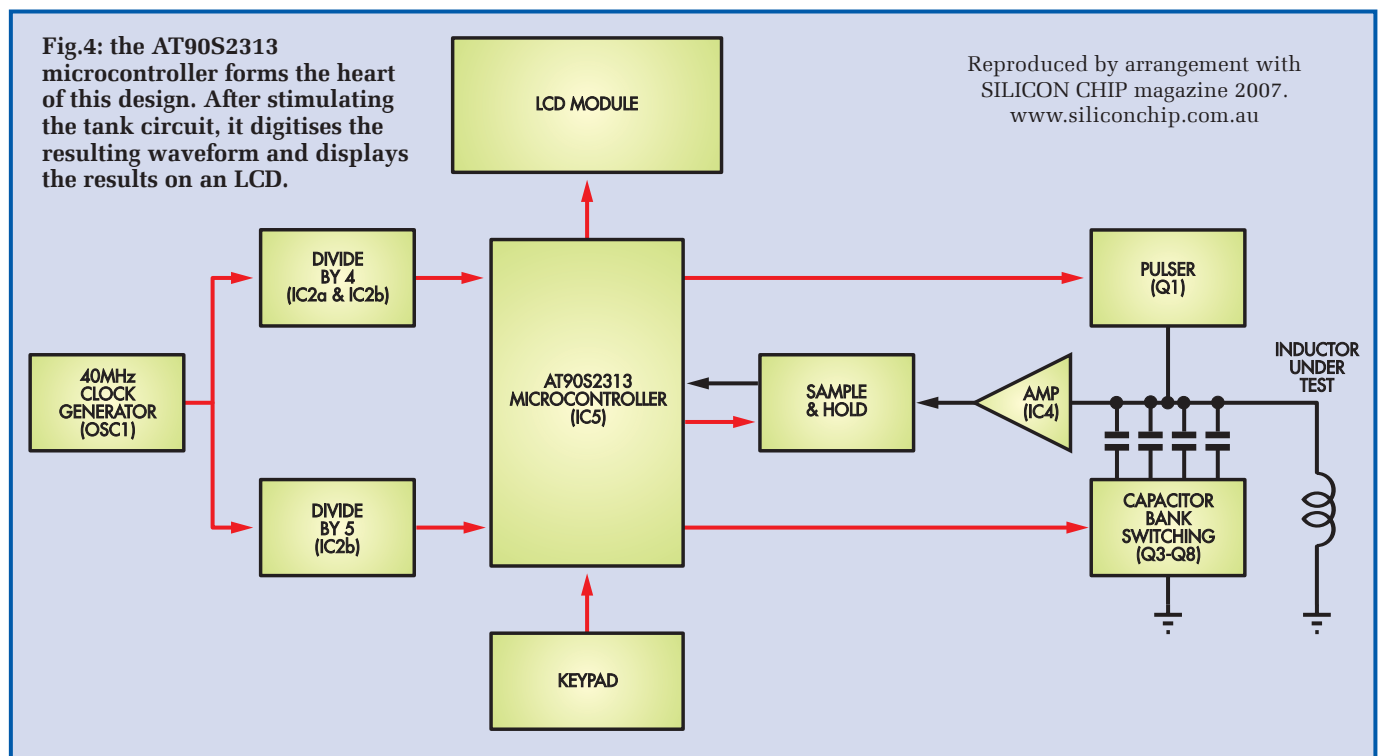 Fig.4: the AT90S2313
microcontroller forms the heart
of this design. After stimulating
the tank circuit, it digitises the
resulting waveform and displays
the results on an LCD.
Reproduced by arrangement with
SILICON CHIP magazine 2007.
www.siliconchip.com.au
LCD MODULE
DIVIDE
BY 4
(IC2a & IC2b)
PULSER
(Q1)
40MHz
CLOCK
GENERATOR
(OSC1)
AT90S2313
MICROCONTROLLER
(IC5)
SAMPLE
& HOLD
AMP
(IC4)
INDUCTOR
UNDER
TEST
DIVIDE
BY 5
(IC2b)
CAPACITOR
BANK
SWITCHING
(Q3-Q8)
KEYPAD